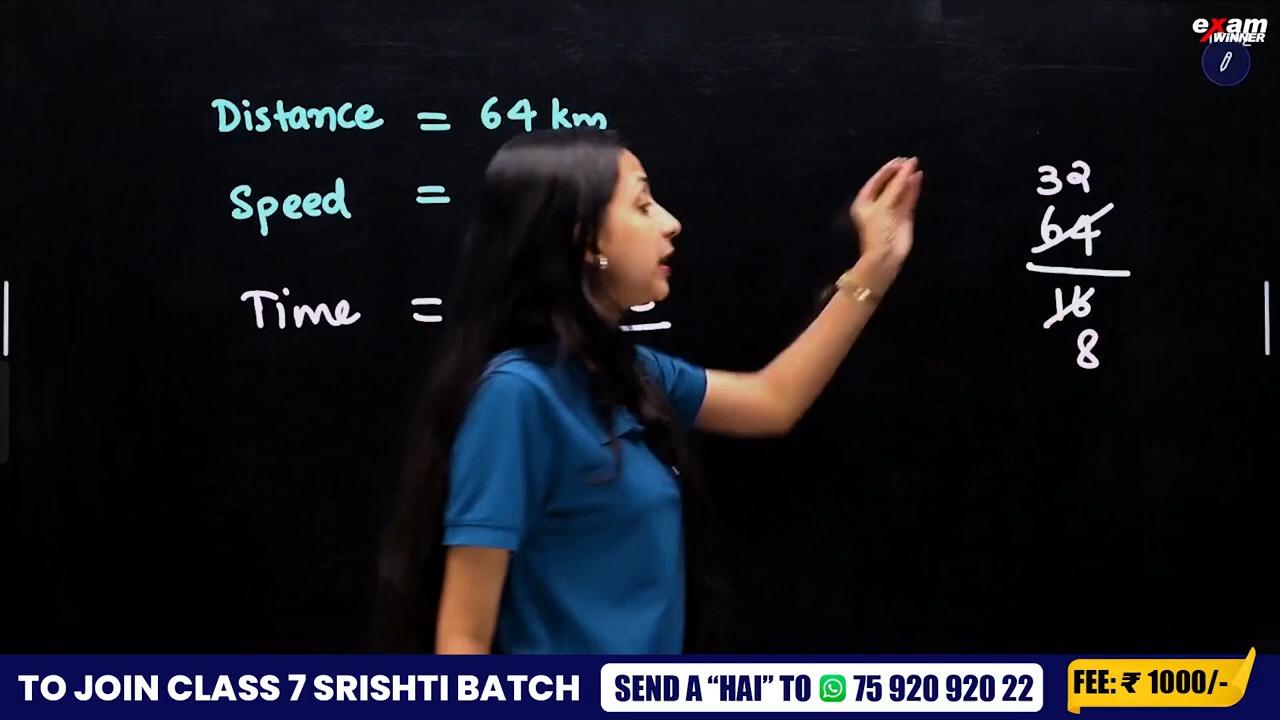 exam
WINNER
Distance = 64 km
Speed =
Time =
32
64
16
8
TO JOIN CLASS 7 SRISHTI BATCH
SEND A “HAI” TO 75 920 920 22
FEE: ₹ 1000/-